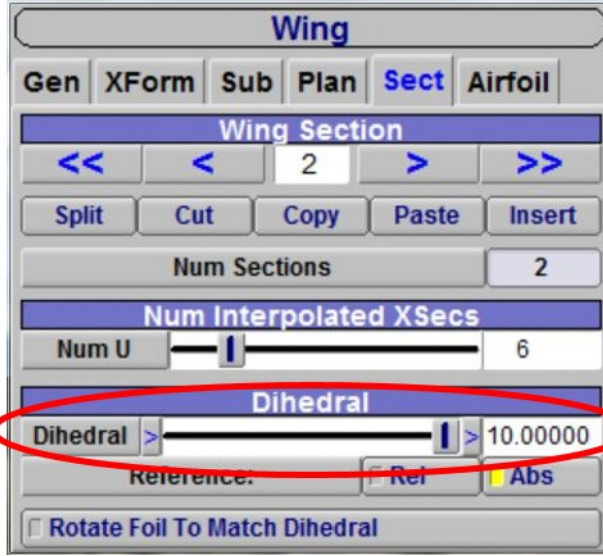 Wing
Gen XForm Sub Plan Sect Airfoil
Wing Section
<< < 2 > >>
Split Cut Copy Paste Insert
Num Sections 2
Num Interpolated XSecs
Num U 6
Dihedral
Dihedral > > 10.00000
Reference: Rel Abs
Rotate Foil To Match Dihedral